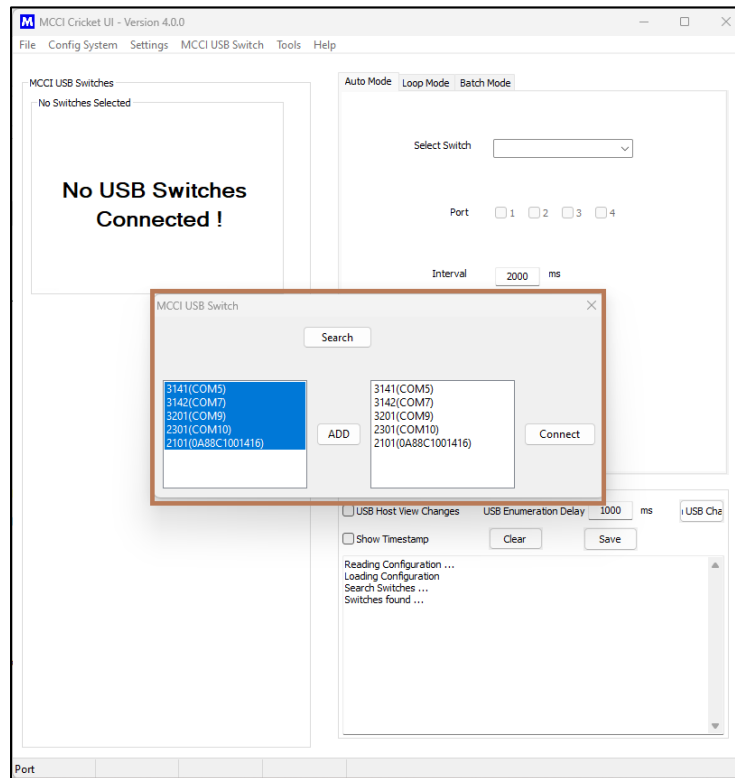 M MCCI Cricket UI - Version 4.0.0
File Config System Settings MCCI USB Switch Tools Help
MCCI USB Switches
No Switches Selected
No USB Switches
Connected !
Auto Mode Loop Mode Batch Mode
Select Switch
Port 1 2 3 4
Interval 2000 ms
MCCI USB Switch
Search
3141(COM5)
3142(COM7)
3201(COM9)
2301(COM10)
2101(0A88C1001416)
ADD
3141(COM5)
3142(COM7)
3201(COM9)
2301(COM10)
2101(0A88C1001416)
Connect
USB Host View Changes USB Enumeration Delay 1000 ms USB Cha
Show Timestamp Clear Save
Reading Configuration ...
Loading Configuration
Search Switches ...
Switches found ...
Port